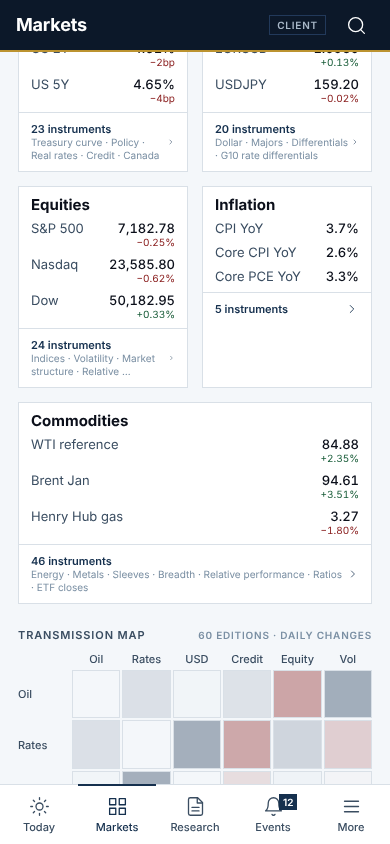 Markets
CLIENT
−2bp
US 5Y 4.65%
−4bp
23 instruments
Treasury curve · Policy ·
Real rates · Credit · Canada
+0.13%
USDJPY 159.20
−0.02%
20 instruments
Dollar · Majors · Differentials
· G10 rate differentials
Equities
S&P 500 7,182.78
−0.25%
Nasdaq 23,585.80
−0.62%
Dow 50,182.95
+0.33%
24 instruments
Indices · Volatility · Market
structure · Relative ...
Inflation
CPI YoY 3.7%
Core CPI YoY 2.6%
Core PCE YoY 3.3%
5 instruments
Commodities
WTI reference 84.88
+2.35%
Brent Jan 94.61
+3.51%
Henry Hub gas 3.27
−1.80%
46 instruments
Energy · Metals · Sleeves · Breadth · Relative performance · Ratios
· ETF closes
TRANSMISSION MAP 60 EDITIONS · DAILY CHANGES
Oil Rates USD Credit Equity Vol
Oil
Rates
12
Today Markets Research Events More